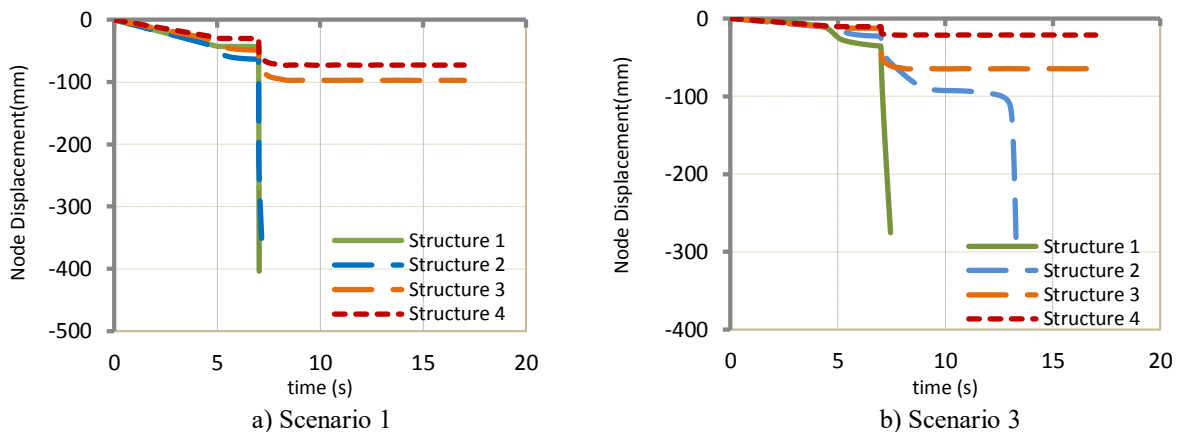 Node Displacement(mm)
0
-100
-200
-300
-400
-500
0
5
10
15
20
time (s)
Structure 1
Structure 2
Structure 3
Structure 4
a) Scenario 1
Node Displacement(mm)
0
-100
-200
-300
-400
0
5
10
15
20
time (s)
Structure 1
Structure 2
Structure 3
Structure 4
b) Scenario 3